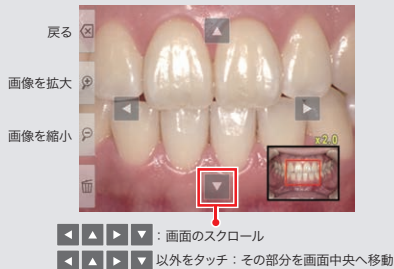 戻る
画像を拡大
画像を縮小
x2.0
◀ ▲ ▶ ▼：画面のスクロール
◀ ▲ ▶ ▼ 以外をタッチ：その部分を画面中央へ移動